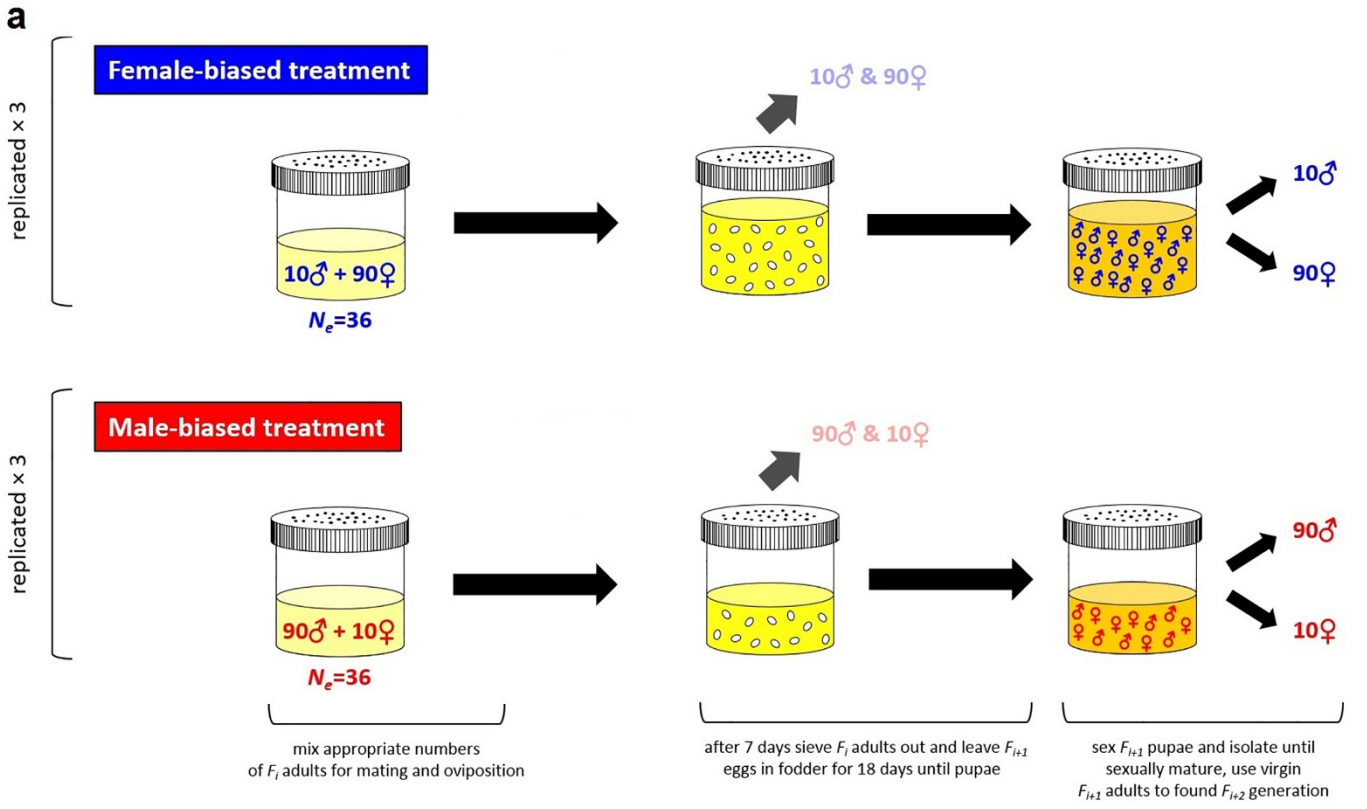 a
replicated × 3
Female-biased treatment
10♂ & 90♀
10♂ + 90♀
Ne=36
10♂
90♀
replicated × 3
Male-biased treatment
90♂ & 10♀
90♂ + 10♀
Ne=36
90♂
10♀
mix appropriate numbers
of Fi adults for mating and oviposition
after 7 days sieve Fi adults out and leave Fi+1
eggs in fodder for 18 days until pupae
sex Fi+1 pupae and isolate until
sexually mature, use virgin
Fi+1 adults to found Fi+2 generation